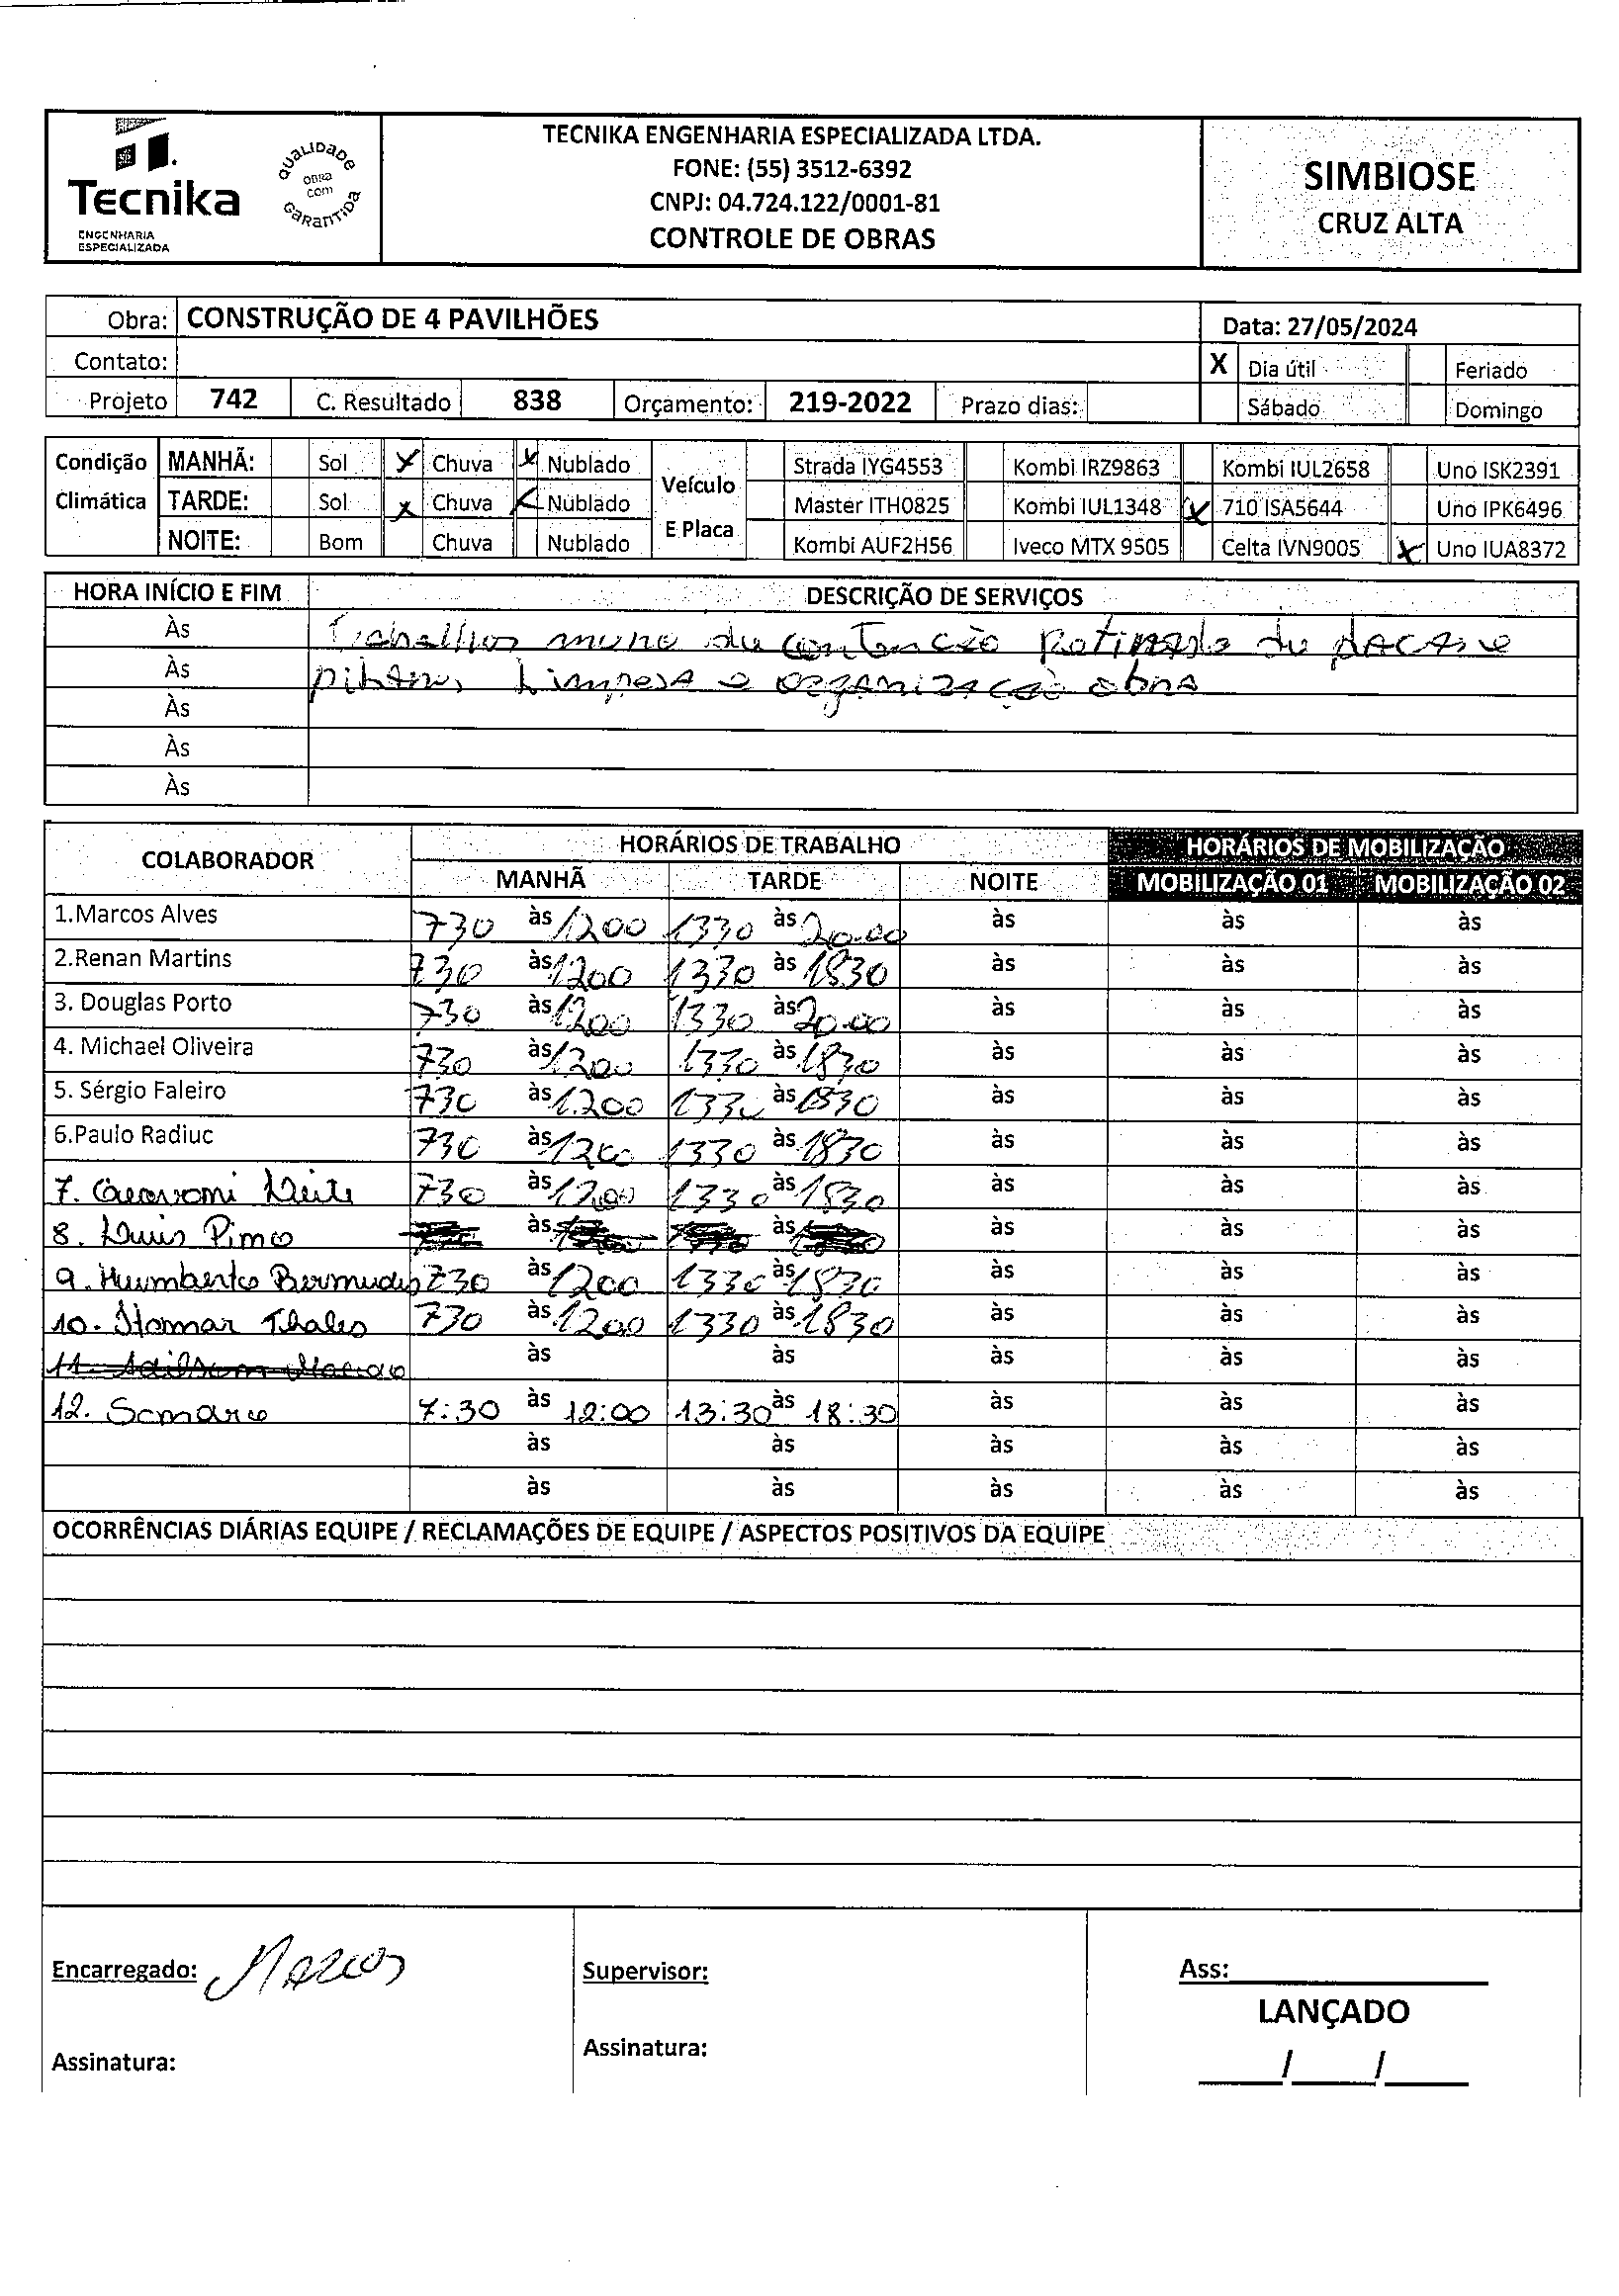 Tecnika
ENGENHARIA
ESPECIALIZADA
QUALIDADE
OBRA
COM
GARANTIDA
TECNIKA ENGENHARIA ESPECIALIZADA LTDA.
FONE: (55) 3512-6392
CNPJ: 04.724.122/0001-81
CONTROLE DE OBRAS
SIMBIOSE
CRUZ ALTA
Obra: CONSTRUÇÃO DE 4 PAVILHÕES Data: 27/05/2024
Contato: X Dia útil Feriado
Projeto 742 C. Resultado 838 Orçamento: 219-2022 Prazo dias: Sábado Domingo
Condição MANHÃ: Sol X Chuva X Nublado Veículo Strada IYG4553 Kombi IRZ9863 Kombi IUL2658 Uno ISK2391
Climática TARDE: Sol X Chuva X Nublado Master ITH0825 Kombi IUL1348 X 710 ISA5644 Uno IPK6496
NOITE: Bom Chuva Nublado E Placa Kombi AUF2H56 Iveco MTX 9505 Celta IVN9005 X Uno IUA8372
HORA INÍCIO E FIM DESCRIÇÃO DE SERVIÇOS
Às Trabalhos muro de contenção Retirada de placas e
Às pilares, Limpesa e organização obra
Às
Às
Às
COLABORADOR HORÁRIOS DE TRABALHO HORÁRIOS DE MOBILIZAÇÃO
MANHÃ TARDE NOITE MOBILIZAÇÃO 01 MOBILIZAÇÃO 02
1.Marcos Alves 730 às 1200 1330 às 20.00 às às às
2.Renan Martins 730 às 1200 1330 às 1830 às às às
3. Douglas Porto 730 às 1200 1330 às 20.00 às às às
4. Michael Oliveira 730 às 1200 1330 às 1830 às às às
5. Sérgio Faleiro 730 às 1200 1330 às 1830 às às às
6.Paulo Radiuc 730 às 1200 1330 às 1830 às às às
7. 730 às 1200 1330 às 1830 às às às
8. Luis às às às às às
9. Humberto Bermudes 730 às 1200 1330 às 1830 às às às
10. Itamar Thales 730 às 1200 1330 às 1830 às às às
11. às às às às às
12. 7:30 às 12:00 13:30 às 18:30 às às às
às às às às às
às às às às às
OCORRÊNCIAS DIÁRIAS EQUIPE / RECLAMAÇÕES DE EQUIPE / ASPECTOS POSITIVOS DA EQUIPE
Encarregado: Marcos Supervisor: Ass:
LANÇADO
Assinatura: Assinatura: / /